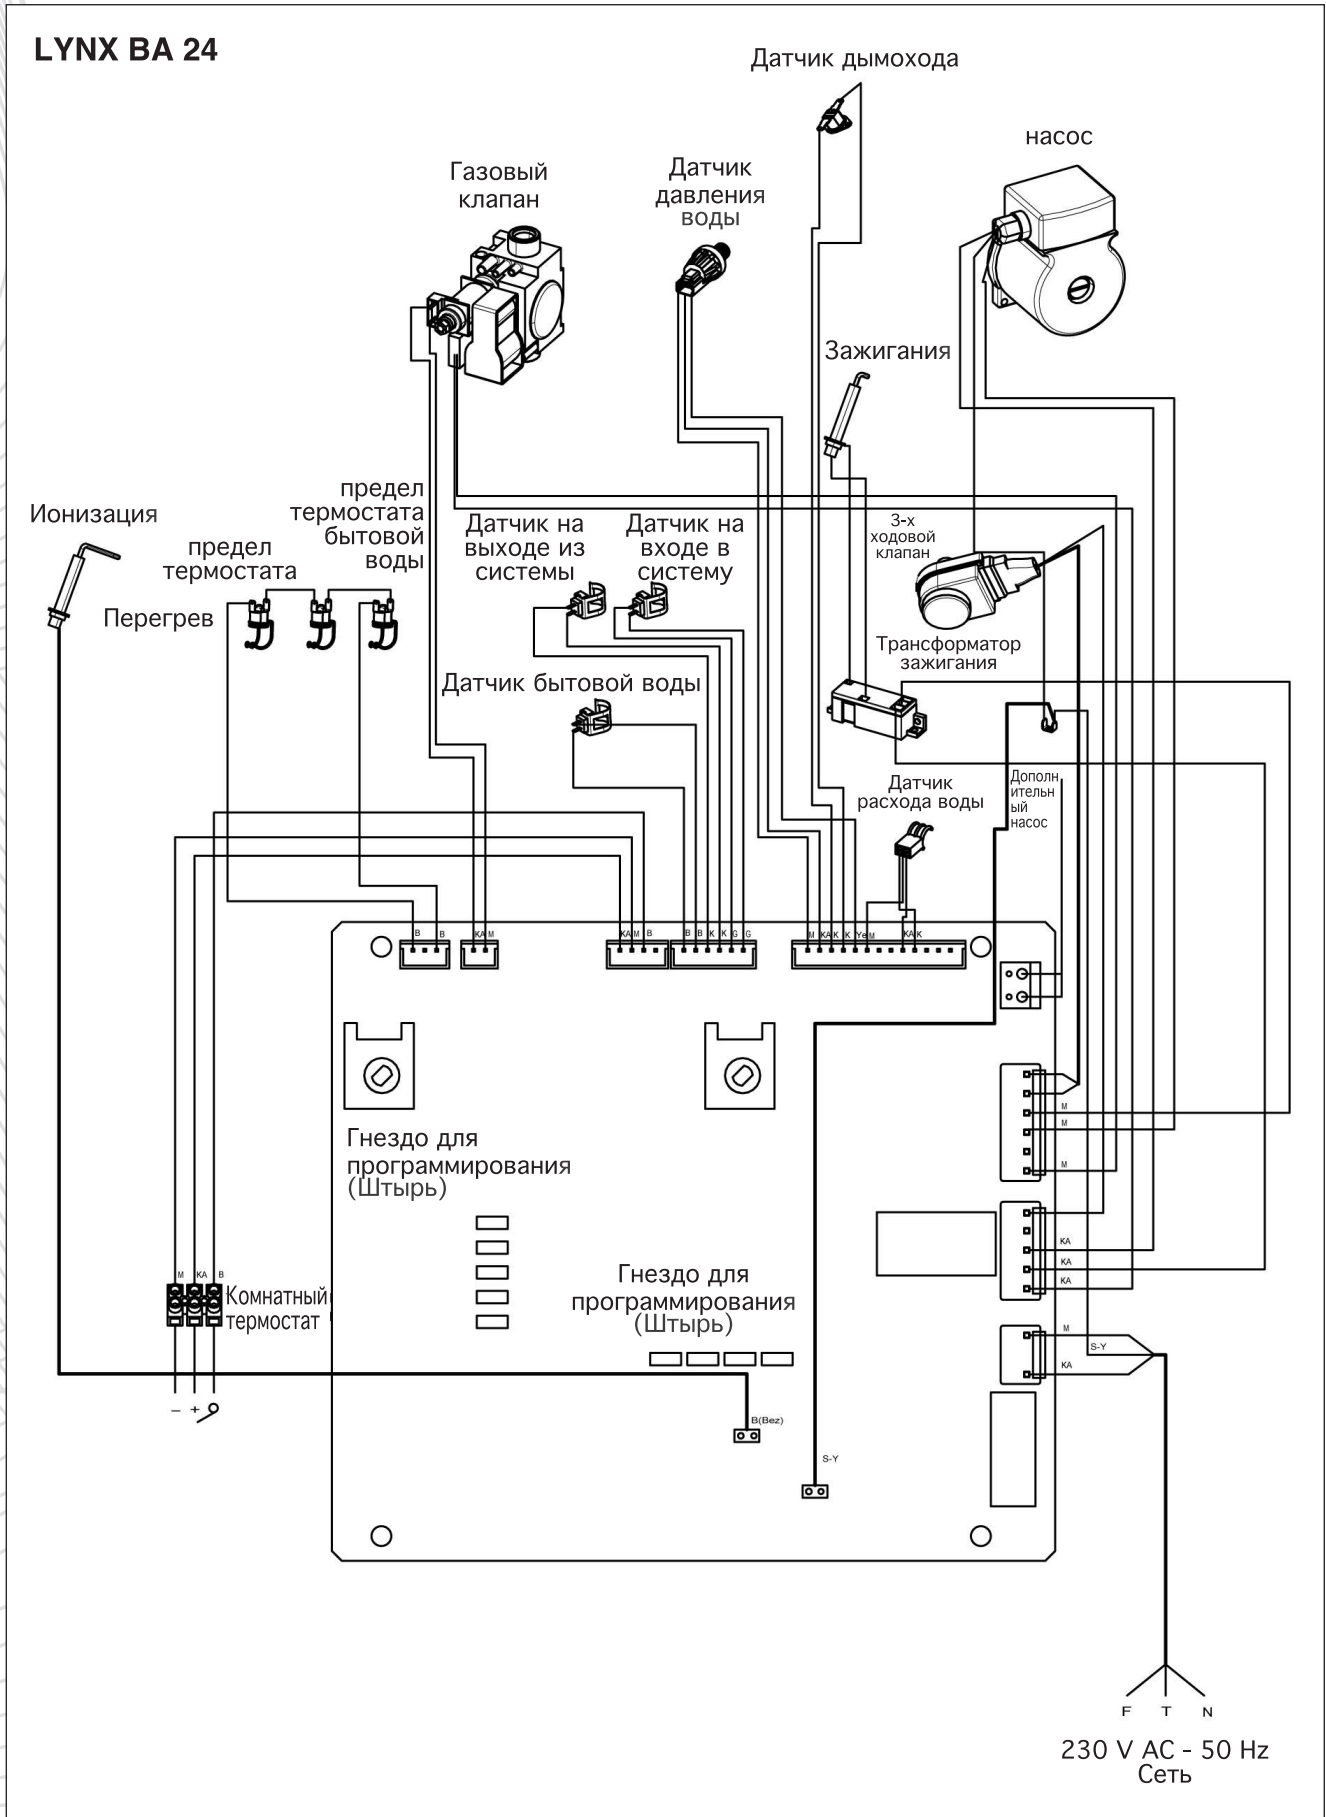 LYNX BA 24
Датчик дымохода
насос
Газовый
клапан
Датчик
давления
воды
Зажигания
Ионизация
предел
термостата
бытовой
воды
предел
термостата
Перегрев
Датчик на
выходе из
системы
Датчик на
входе в
систему
3-х
ходовой
клапан
Трансформатор
зажигания
Датчик бытовой воды
Датчик
расхода воды
Дополн
ительн
ый
насос
B B KA M KA M B B B K K G G M KA K K Ye M KA K
M
M
M
Гнездо для
программирования
(Штырь)
KA
KA
KA
M KA B
Комнатный
термостат
Гнездо для
программирования
(Штырь)
M
S-Y
KA
– +
B(Bez)
S-Y
F T N
230 V AC - 50 Hz
Сеть